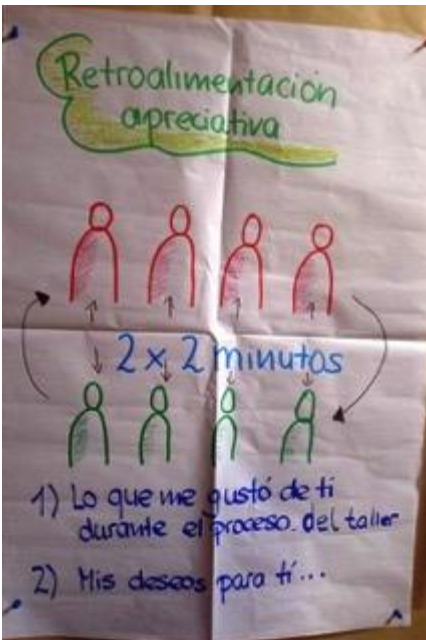 Retroalimentación
apreciativa
2 x 2 minutos
1) Lo que me gustó de ti
durante el proceso del taller
2) Mis deseos para tí...